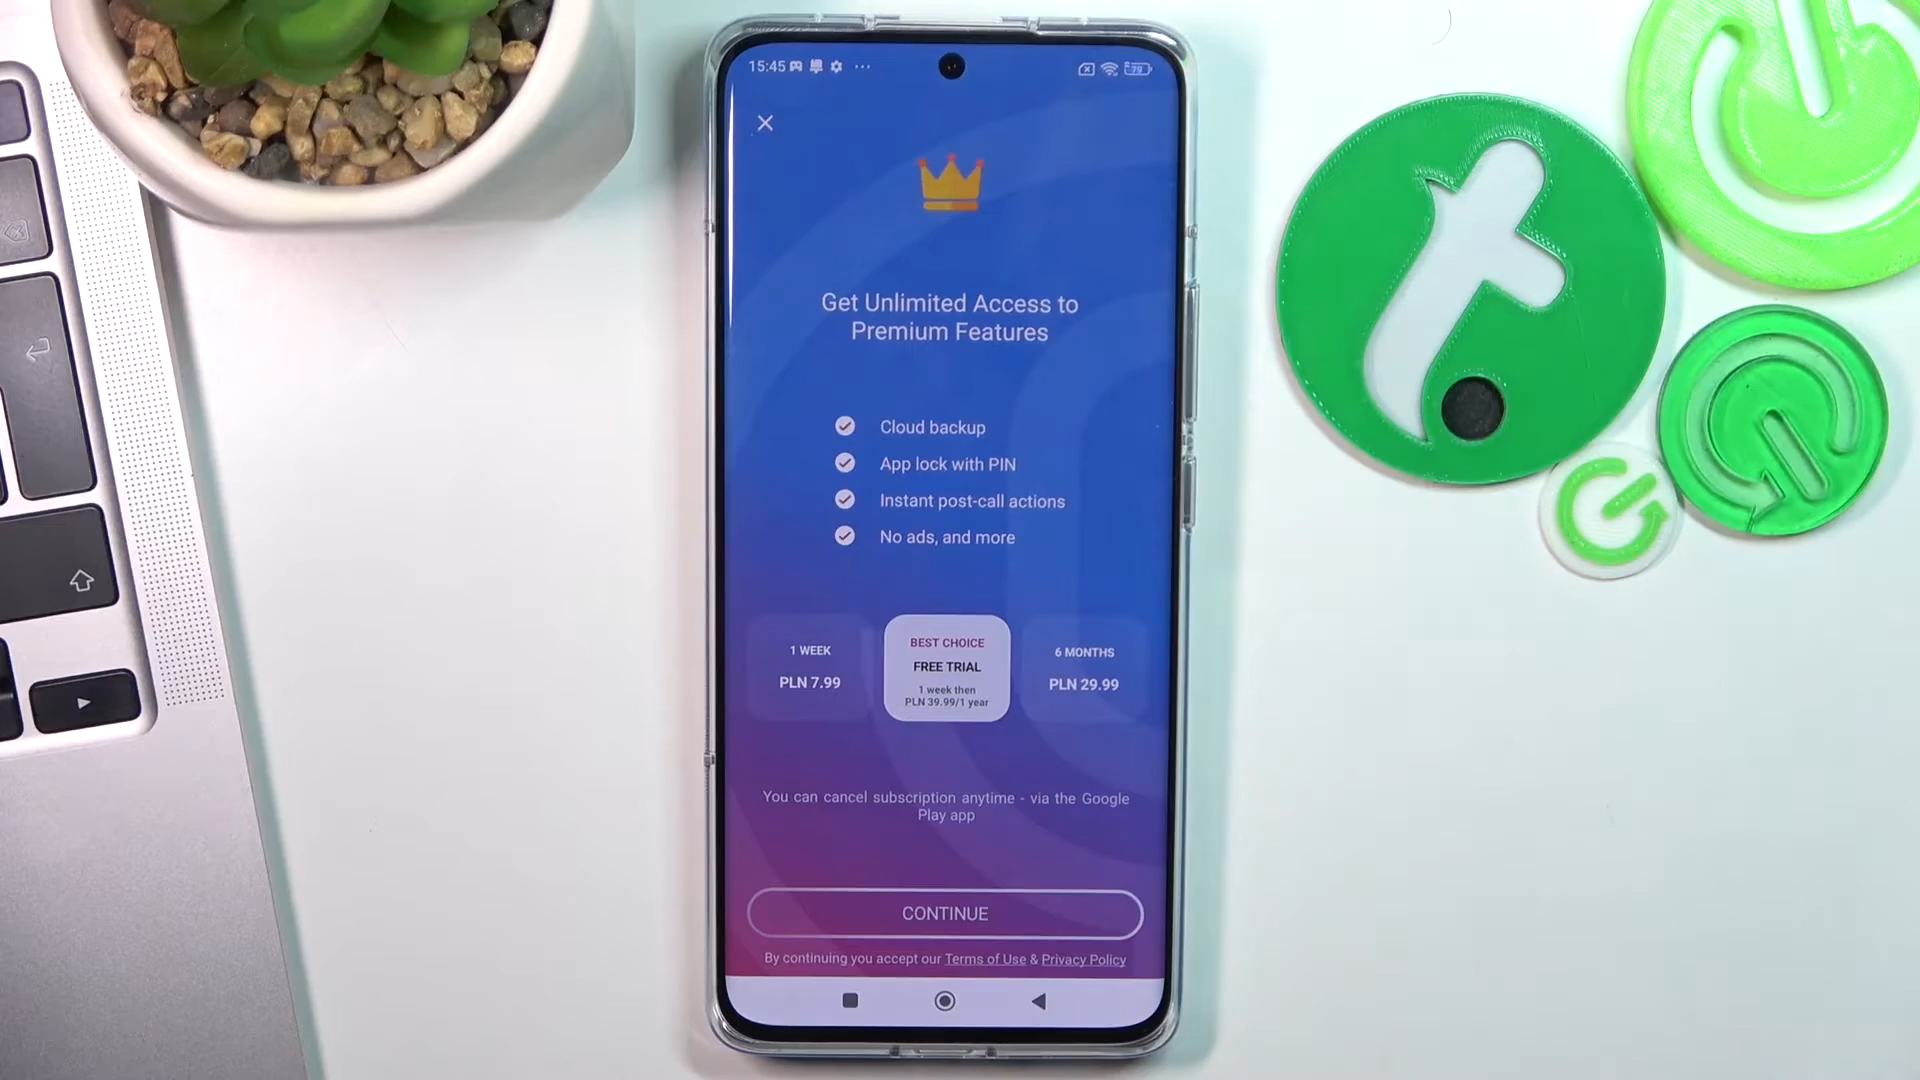 15:45
79
Get Unlimited Access to
Premium Features
Cloud backup
App lock with PIN
Instant post-call actions
No ads, and more
1 WEEK
PLN 7.99
BEST CHOICE
FREE TRIAL
1 week then
PLN 39.99/1 year
6 MONTHS
PLN 29.99
You can cancel subscription anytime - via the Google
Play app
CONTINUE
By continuing you accept our Terms of Use & Privacy Policy
t